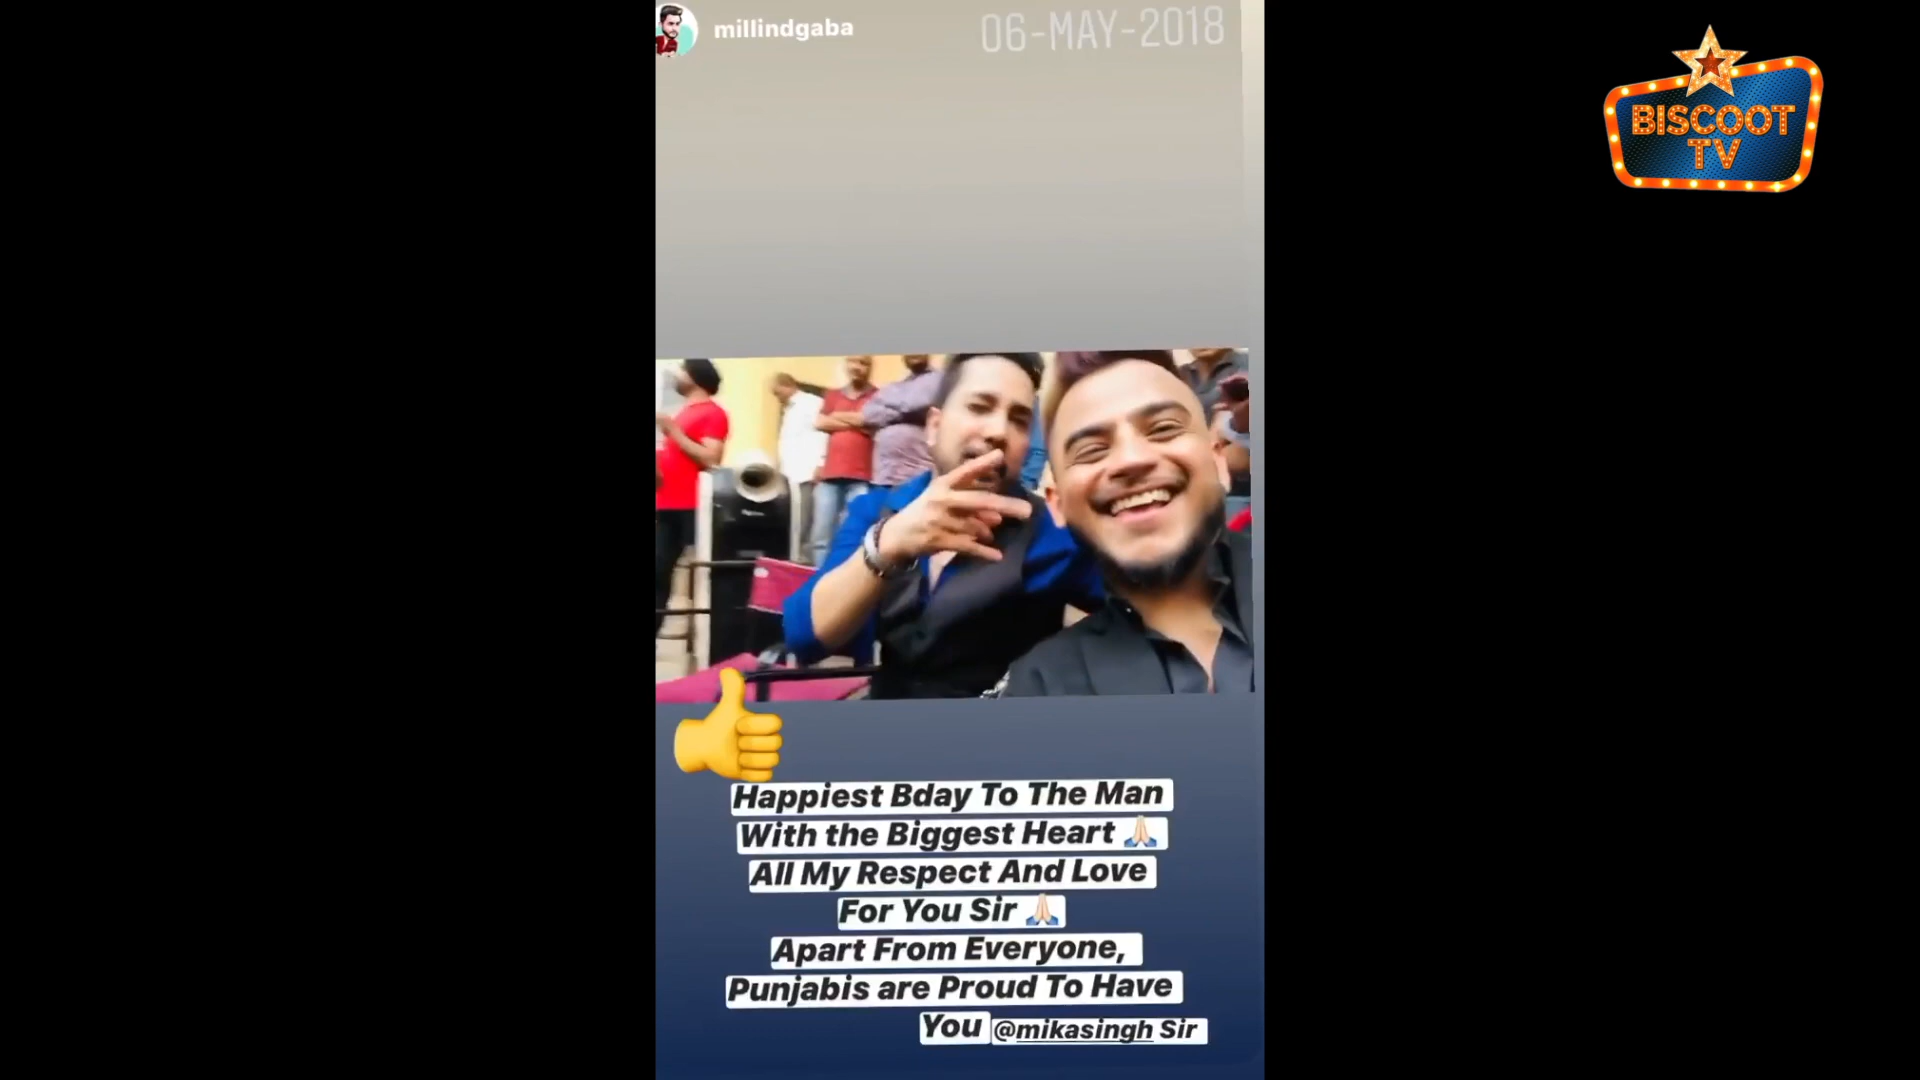 millindgaba
06-MAY-2018
BISCOOT
TV
Happiest Bday To The Man
With the Biggest Heart 🙏🏻
All My Respect And Love
For You Sir 🙏🏻
Apart From Everyone,
Punjabis are Proud To Have
You @mikasingh Sir